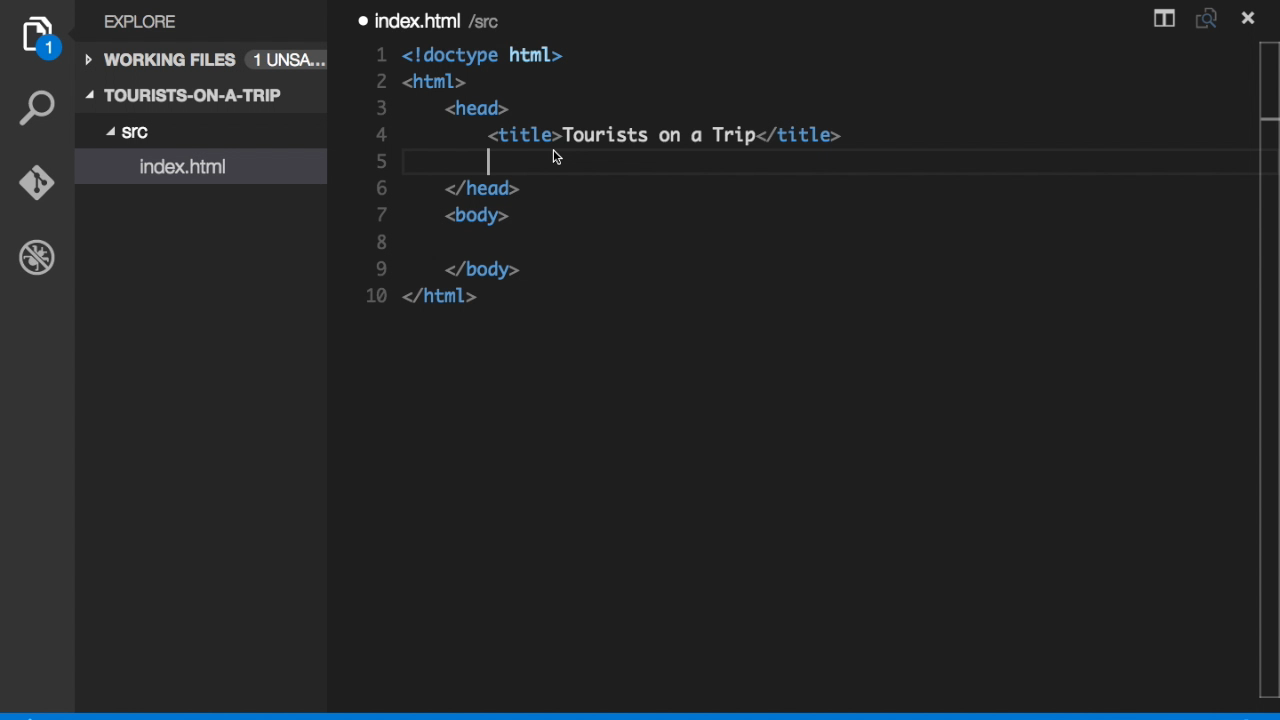 EXPLORE
1
WORKING FILES 1 UNSA...
TOURISTS-ON-A-TRIP
src
index.html
index.html /src
1 <!doctype html>
2 <html>
3 <head>
4 <title>Tourists on a Trip</title>
5
6 </head>
7 <body>
8
9 </body>
10 </html>